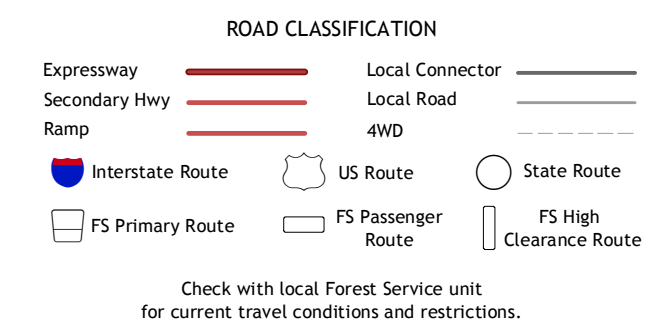 ROAD CLASSIFICATION
Expressway
Local Connector
Secondary Hwy
Local Road
Ramp
4WD
Interstate Route
US Route
State Route
FS Primary Route
FS Passenger
Route
FS High
Clearance Route
Check with local Forest Service unit
for current travel conditions and restrictions.